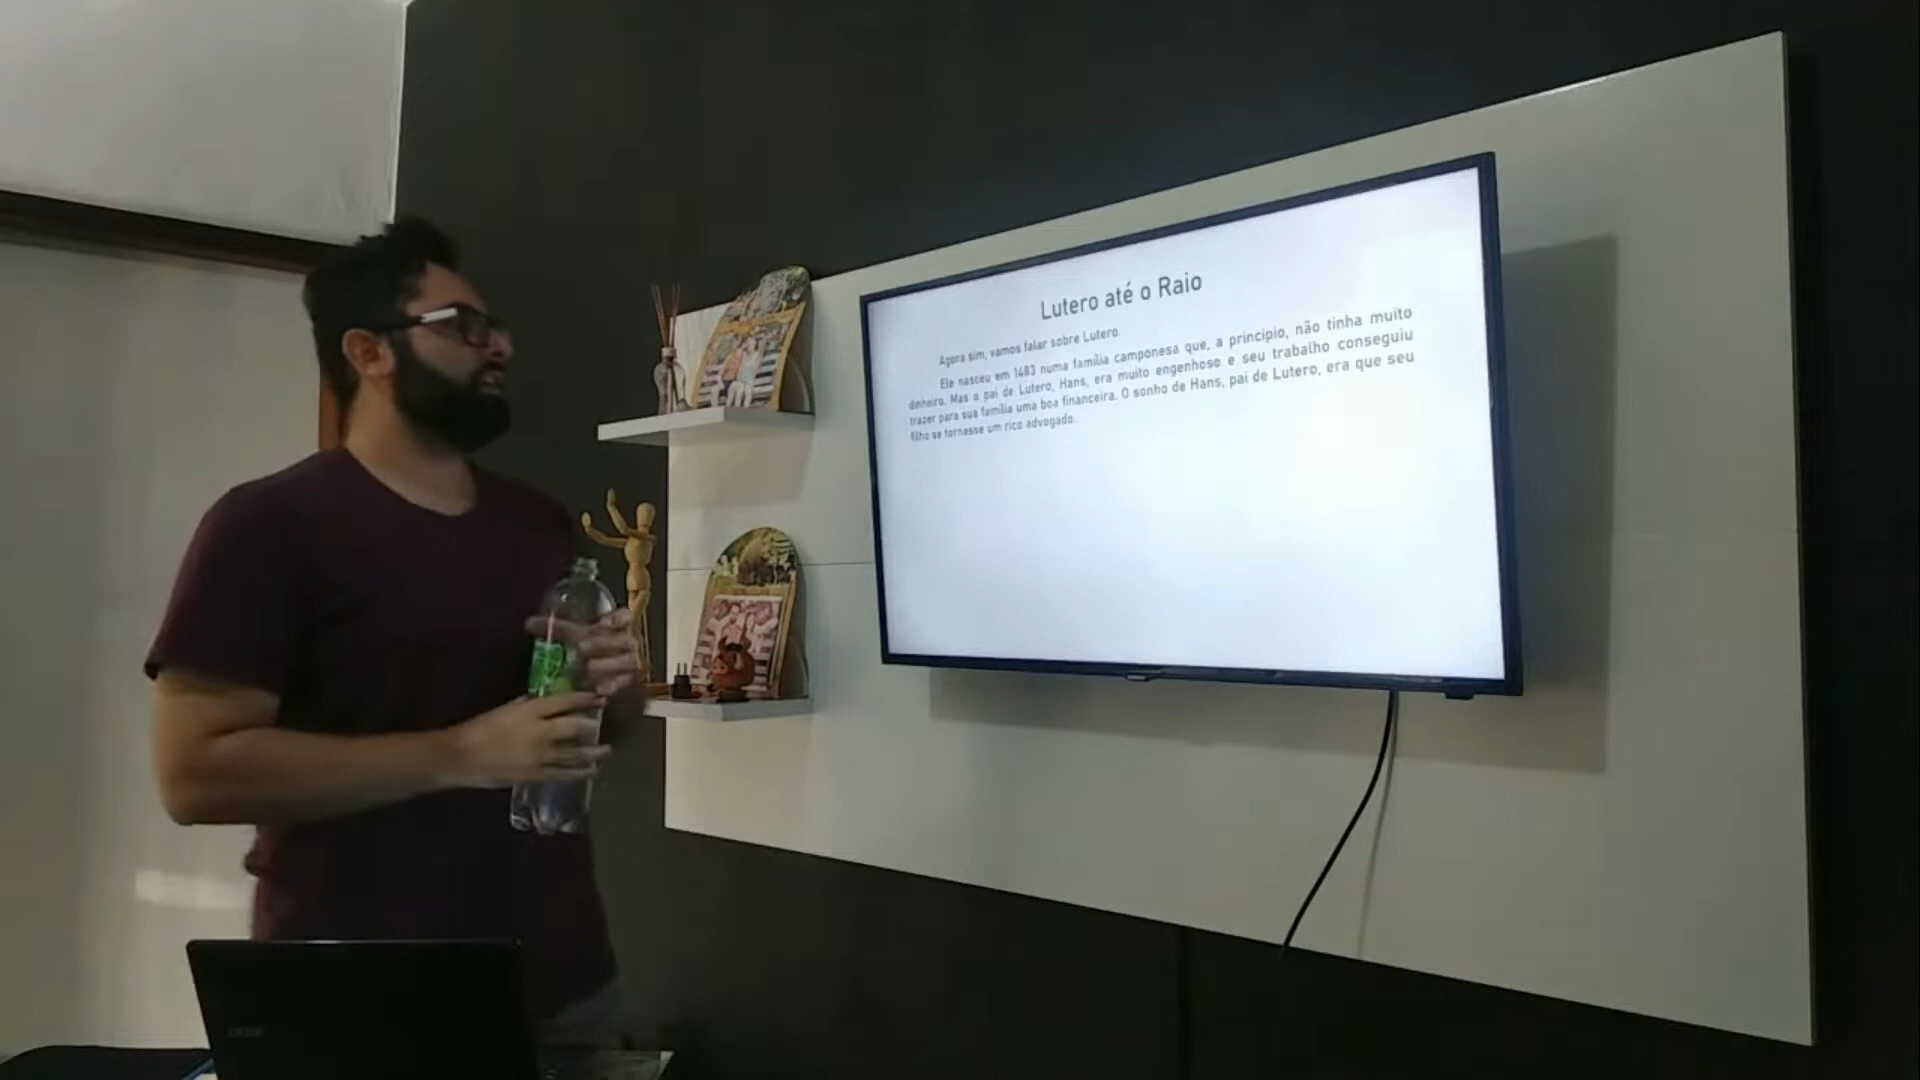 Lutero até o Raio
Agora sim, vamos falar sobre Lutero.
Ele nasceu em 1483 numa família camponesa que, a principio, não tinha muito
dinheiro. Mas o pai de Lutero, Hans, era muito engenhoso e seu trabalho conseguiu
trazer para sua família uma boa financeira. O sonho de Hans, pai de Lutero, era que seu
filho se tornasse um rico advogado.
acer